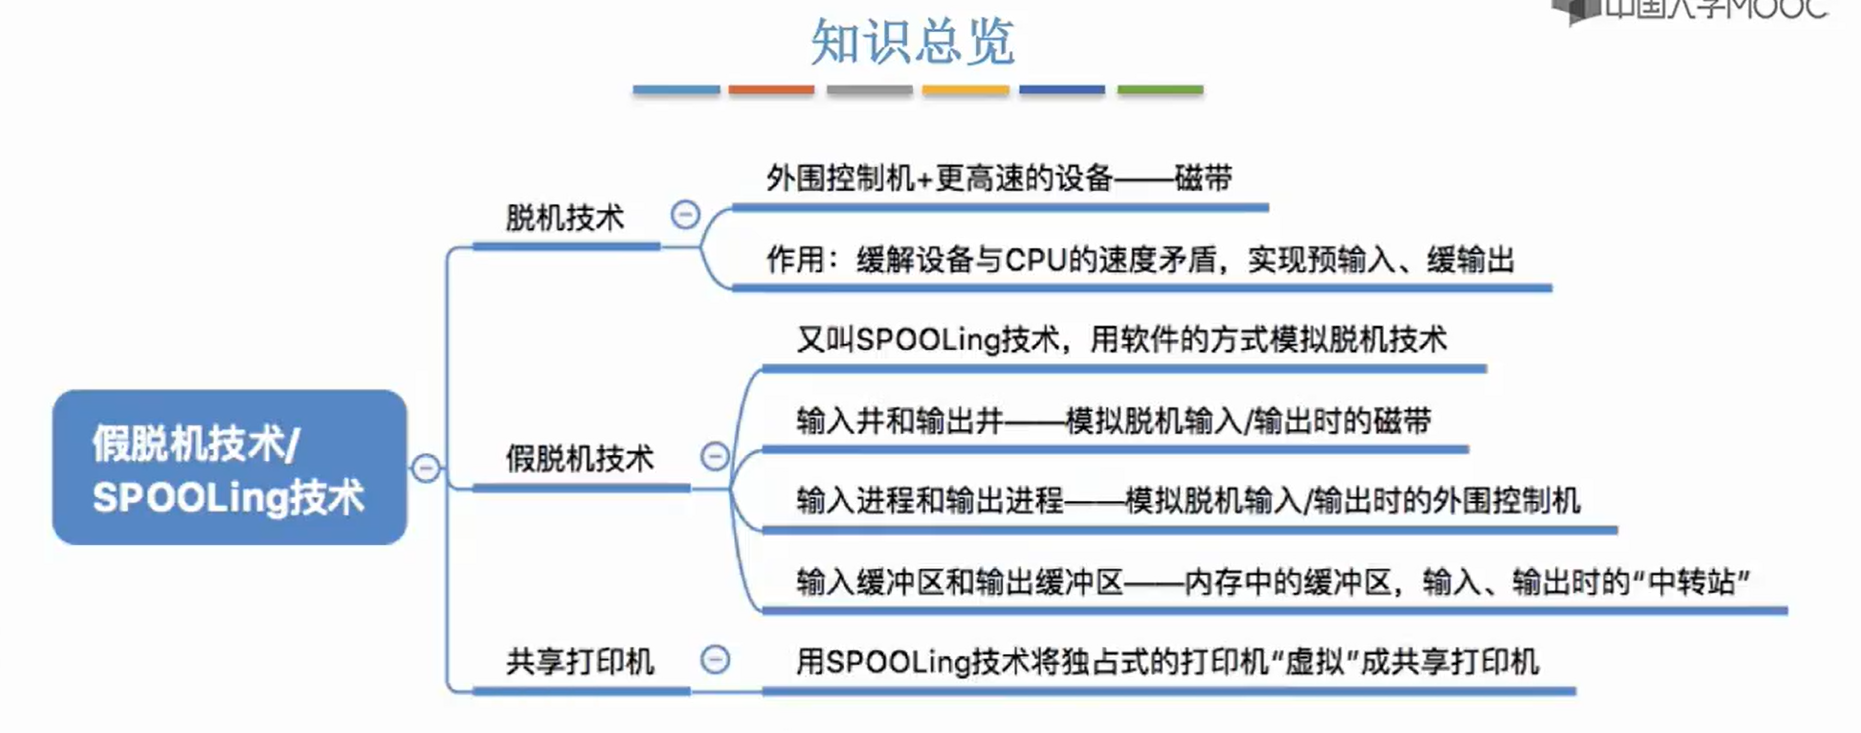 中国大学MOOC
知识总览
脱机技术
外围控制机+更高速的设备——磁带
作用：缓解设备与CPU的速度矛盾，实现预输入、缓输出
假脱机技术/
SPOOLing技术
假脱机技术
又叫SPOOLing技术，用软件的方式模拟脱机技术
输入井和输出井——模拟脱机输入/输出时的磁带
输入进程和输出进程——模拟脱机输入/输出时的外围控制机
输入缓冲区和输出缓冲区——内存中的缓冲区，输入、输出时的“中转站”
共享打印机
用SPOOLing技术将独占式的打印机“虚拟”成共享打印机